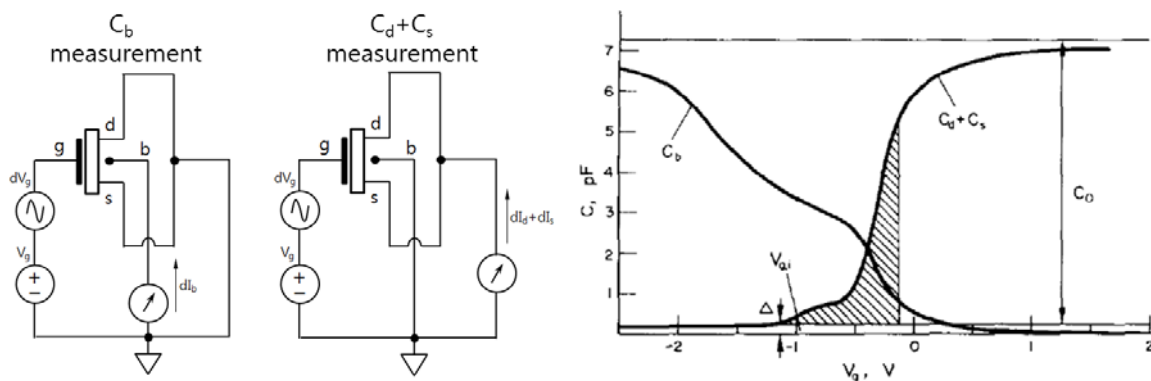 C_b
measurement
g
d
b
s
dV_g
V_g
dI_b
C_d+C_s
measurement
g
d
b
s
dV_g
V_g
dI_d+dI_s
C, pF
7
6
5
4
3
2
1
C_b
C_d + C_s
C_O
V_{a,i}
Δ
-2
-1
0
1
2
V_g, V